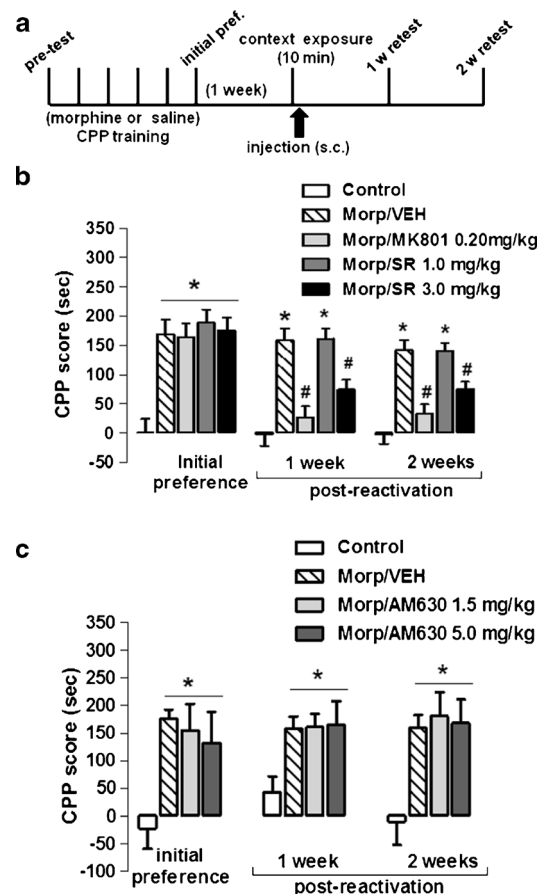 a
pre-test
initial pref.
context exposure
(10 min)
1 w retest
2 w retest
(1 week)
(morphine or saline)
CPP training
injection (s.c.)
b
Control
Morp/VEH
Morp/MK801 0.20mg/kg
Morp/SR 1.0 mg/kg
Morp/SR 3.0 mg/kg
CPP score (sec)
350
300
250
200
150
100
50
0
-50
*
* # * #
* # * #
Initial
preference
1 week
2 weeks
post-reactivation
c
Control
Morp/VEH
Morp/AM630 1.5 mg/kg
Morp/AM630 5.0 mg/kg
CPP score (sec)
350
300
250
200
150
100
50
0
-50
-100
*
*
*
initial
preference
1 week
2 weeks
post-reactivation